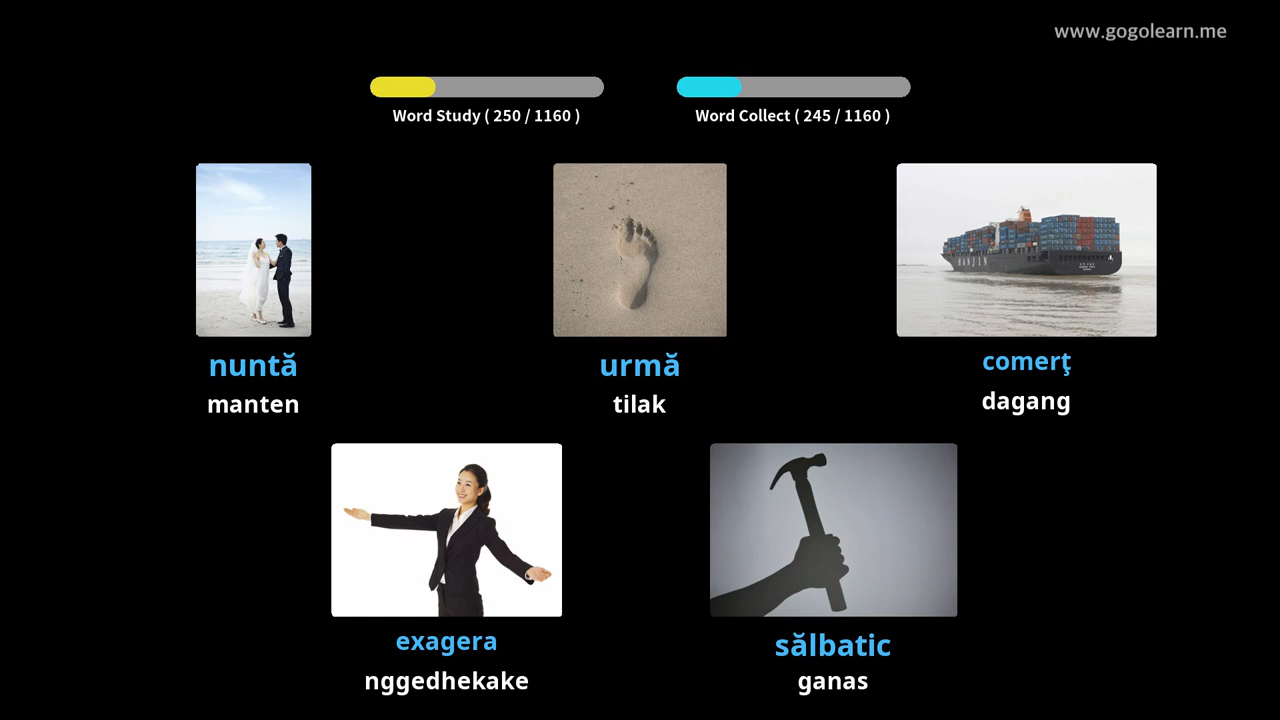 www.gogolearn.me
Word Study ( 250 / 1160 )
Word Collect ( 245 / 1160 )
nuntă
manten
urmă
tilak
comerţ
dagang
exagera
nggedhekake
sălbatic
ganas